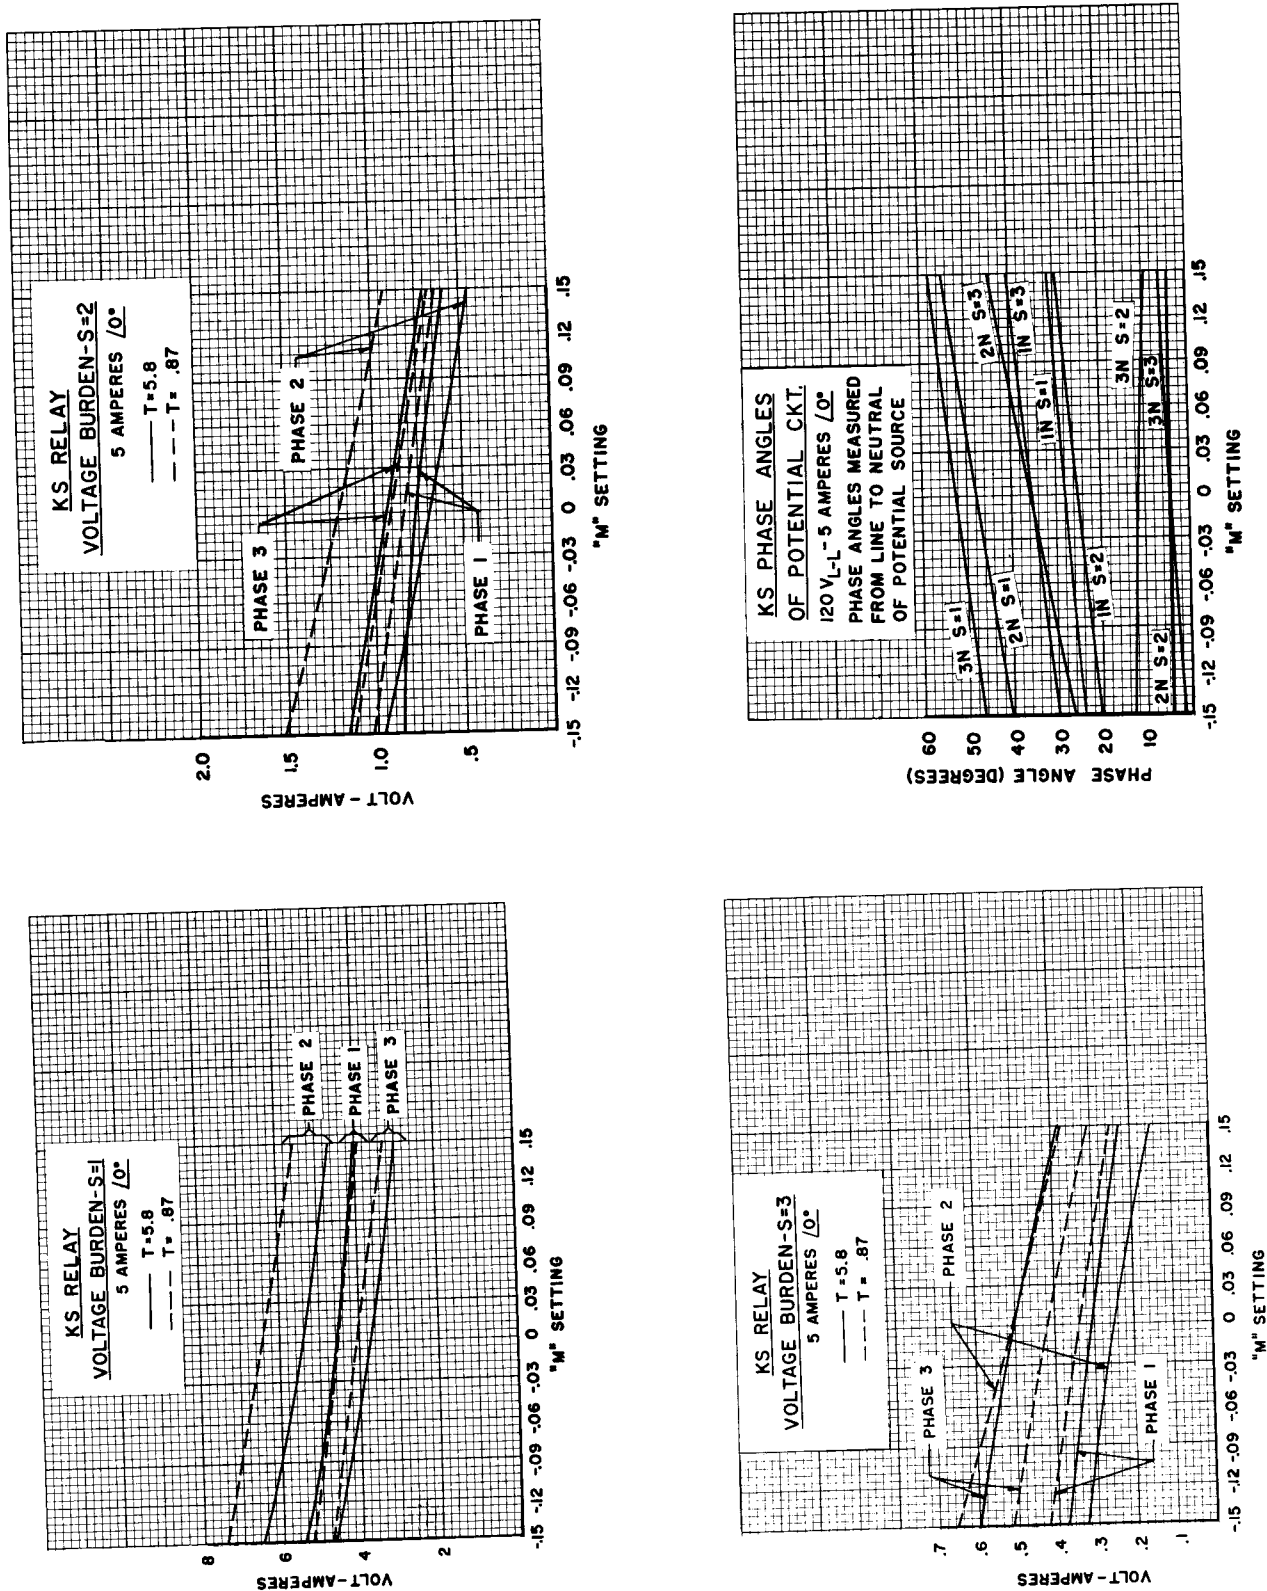 KS RELAY
VOLTAGE BURDEN-S=2
5 AMPERES /0°
T=5.8
T= .87
PHASE 3
PHASE 2
PHASE 1
2.0
1.5
1.0
.5
VOLT-AMPERES
-.15 -.12 -.09 -.06 -.03 0 .03 .06 .09 .12 .15
"M" SETTING
KS PHASE ANGLES
OF POTENTIAL CKT.
120 VL-L - 5 AMPERES /0°
PHASE ANGLES MEASURED
FROM LINE TO NEUTRAL
OF POTENTIAL SOURCE
3N S=1
2N S=1
2N S=3
1N S=3
1N S=1
1N S=2
3N S=2
3N S=3
2N S=2
60
50
40
30
20
10
PHASE ANGLE (DEGREES)
-.15 -.12 -.09 -.06 -.03 0 .03 .06 .09 .12 .15
"M" SETTING
KS RELAY
VOLTAGE BURDEN-S=1
5 AMPERES /0°
T=5.8
T= .87
PHASE 2
PHASE 1
PHASE 3
8
6
4
2
VOLT-AMPERES
-.15 -.12 -.09 -.06 -.03 0 .03 .06 .09 .12 .15
"M" SETTING
KS RELAY
VOLTAGE BURDEN-S=3
5 AMPERES /0°
T=5.8
T= .87
PHASE 3
PHASE 2
PHASE 1
.7
.6
.5
.4
.3
.2
.1
VOLT-AMPERES
-.15 -.12 -.09 -.06 -.03 0 .03 .06 .09 .12 .15
"M" SETTING